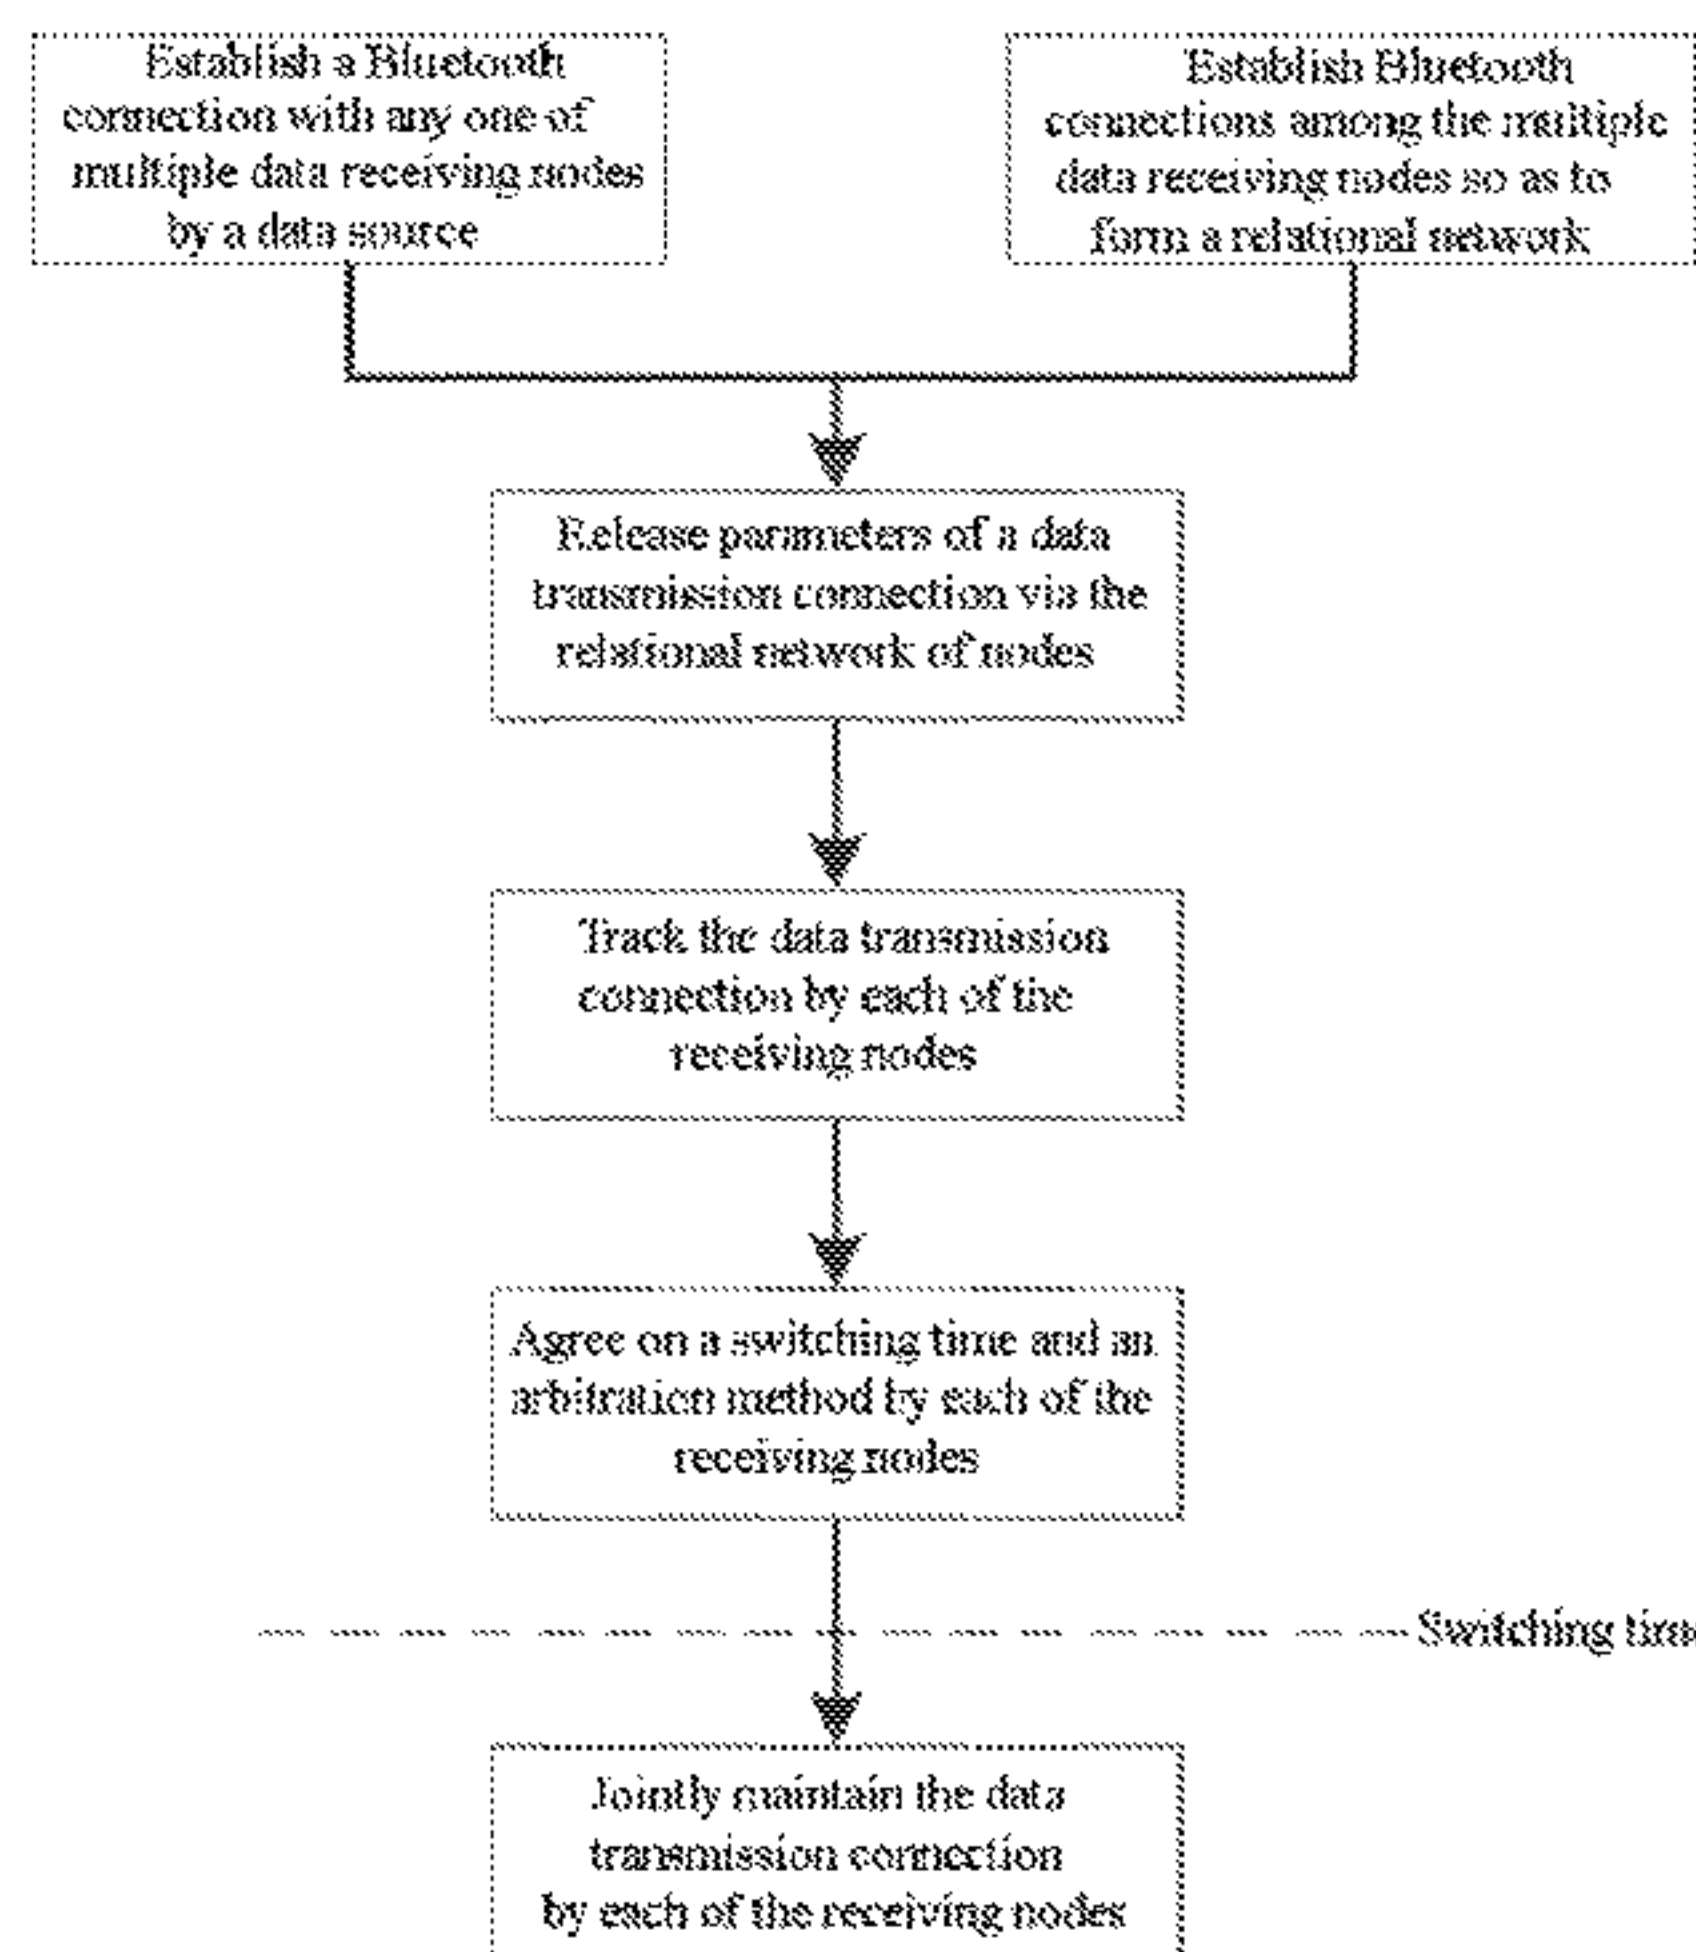 Establish a Bluetooth
connection with any one of
multiple data receiving nodes
by a data source
Establish Bluetooth
connections among the multiple
data receiving nodes so as to
form a relational network
Release parameters of a data
transmission connection via the
relational network of nodes
Track the data transmission
connection by each of the
receiving nodes
Agree on a switching time and an
arbitration method by each of the
receiving nodes
Switching time
Jointly maintain the data
transmission connection
by each of the receiving nodes